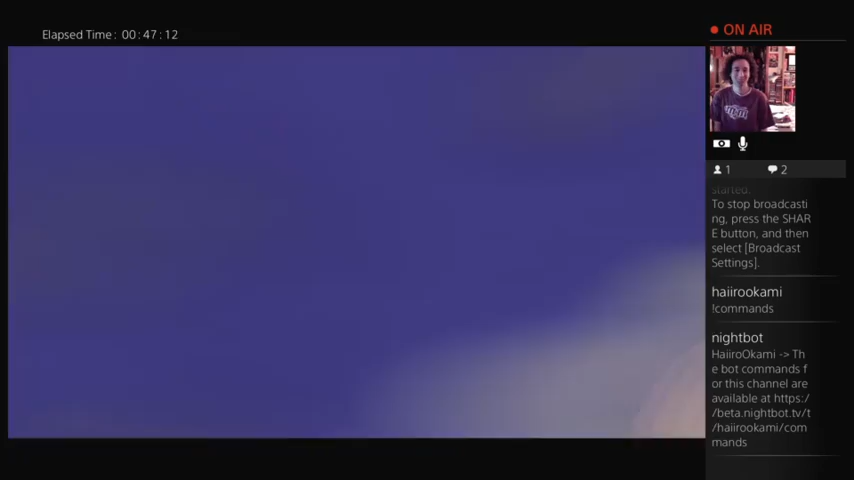 Elapsed Time: 00:47:12
ON AIR
1
2
started.
To stop broadcasti
ng, press the SHAR
E button, and then
select [Broadcast
Settings].
haiirookami
!commands
nightbot
HaiiroOkami -> Th
e bot commands f
or this channel are
available at https:/
/beta.nightbot.tv/t
/haiirookami/com
mands